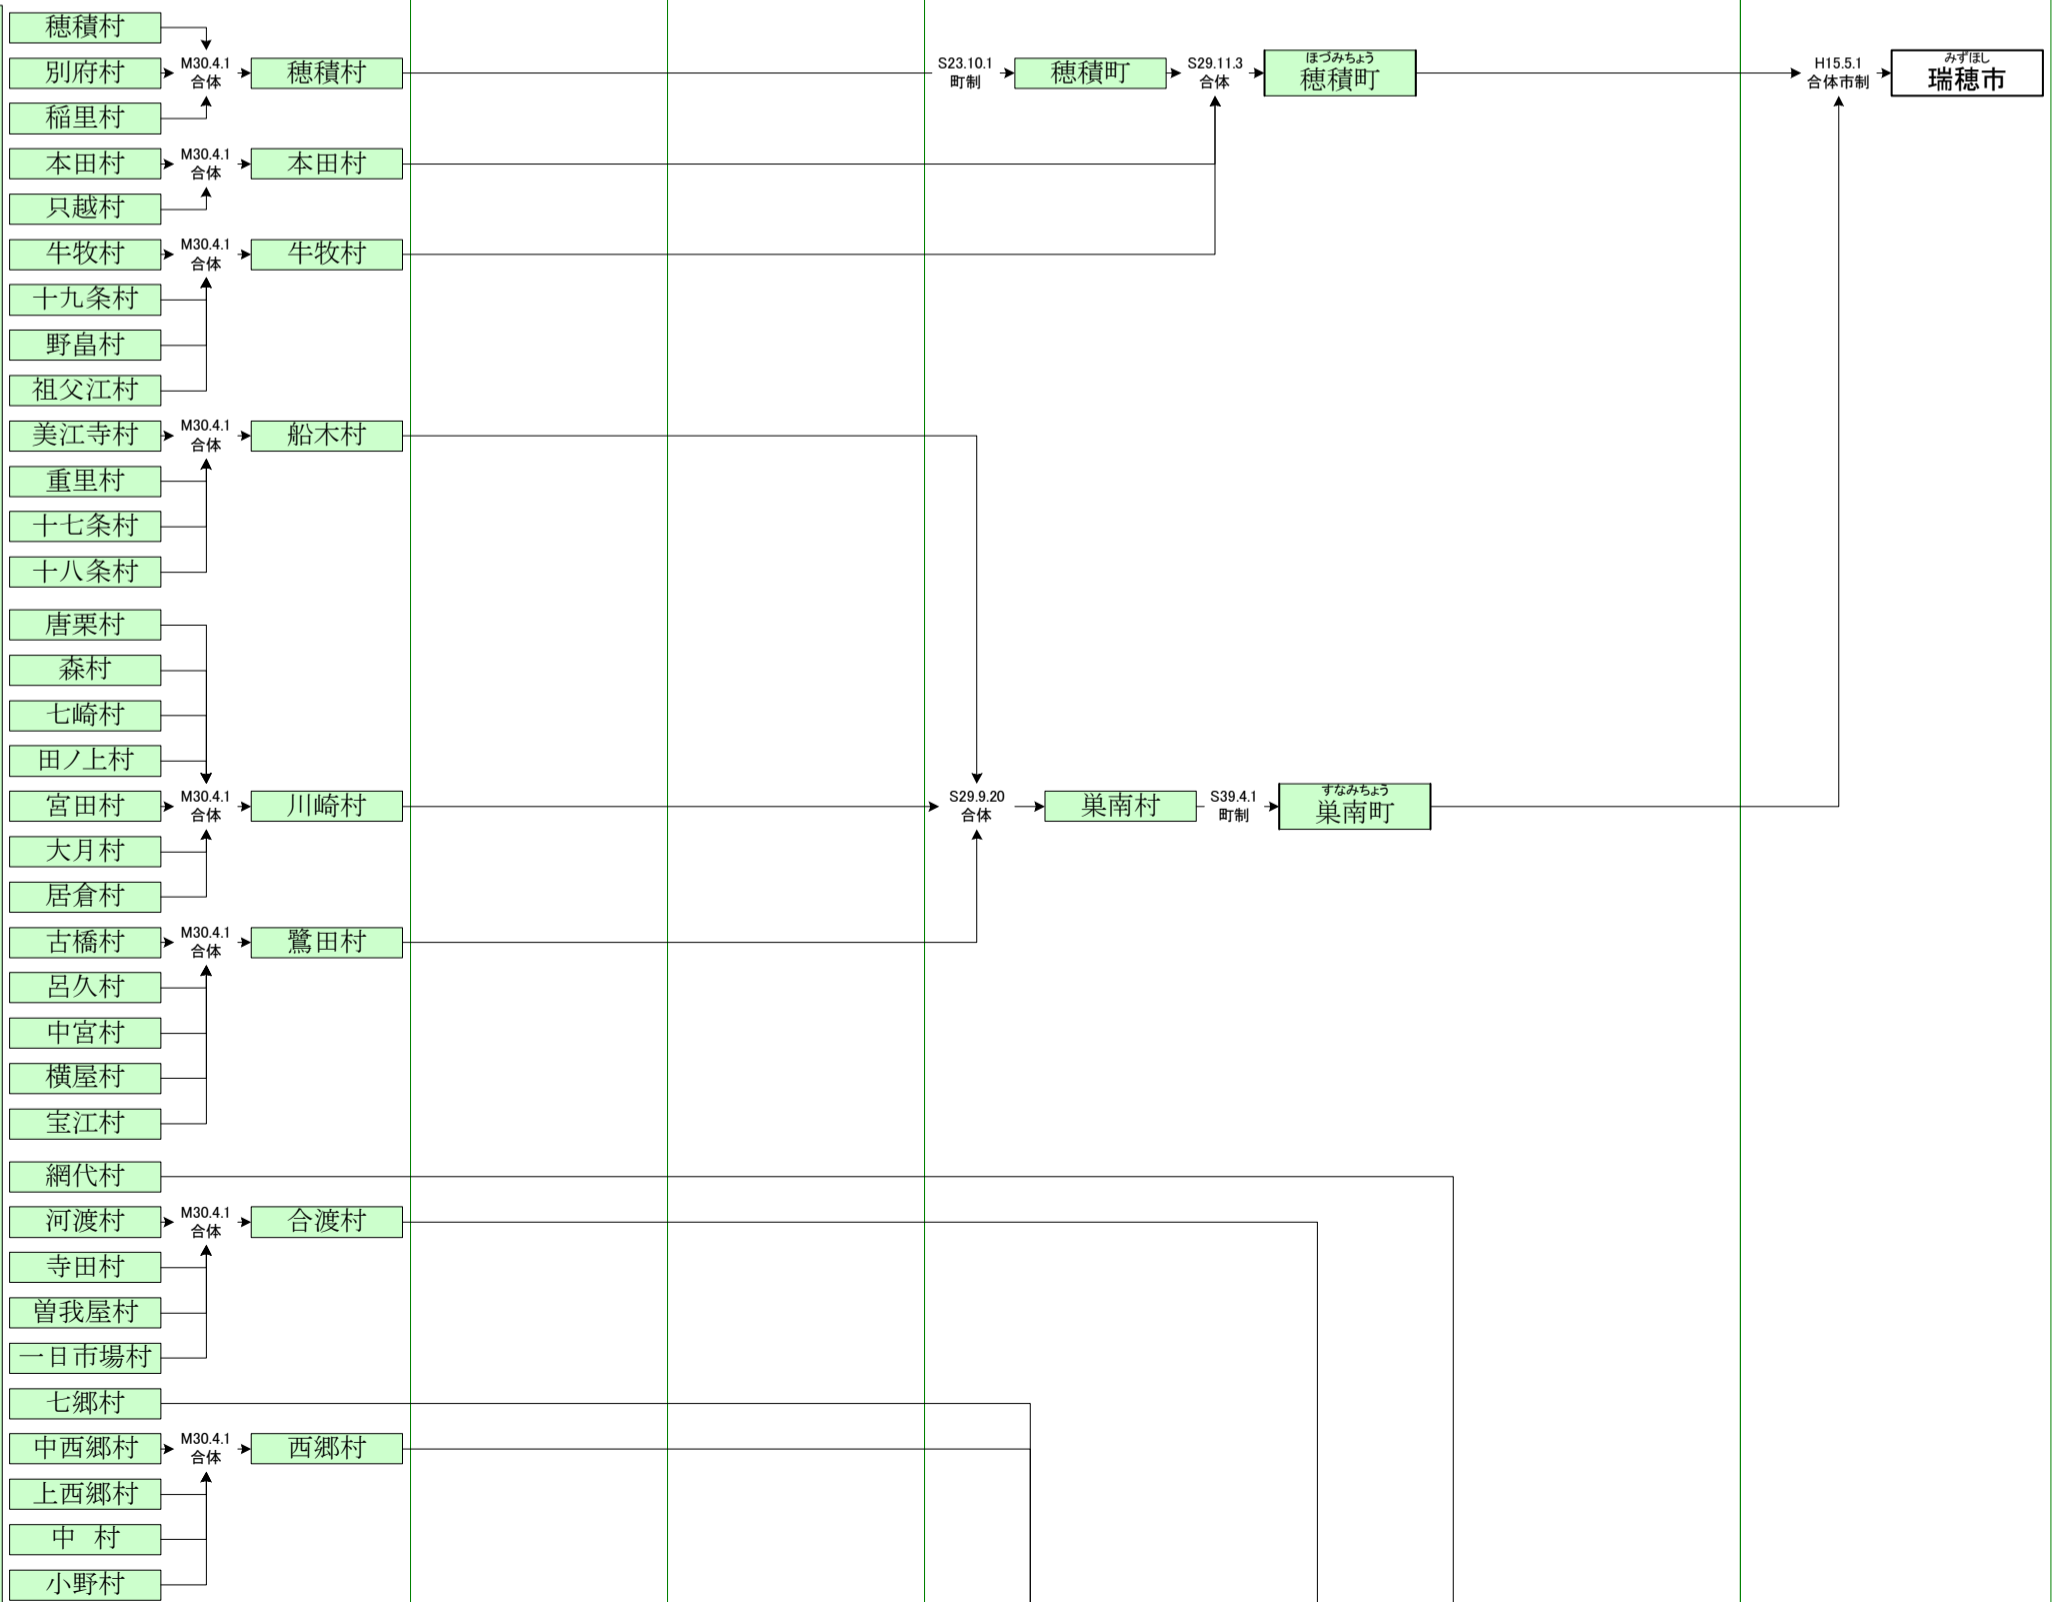 穂積村
別府村
M30.4.1
合体
穂積村
S23.10.1
町制
穂積町
S29.11.3
合体
ほづみちょう
穂積町
H15.5.1
合体市制
みずほし
瑞穂市
稲里村
本田村
M30.4.1
合体
本田村
只越村
牛牧村
M30.4.1
合体
牛牧村
十九条村
野畠村
祖父江村
美江寺村
M30.4.1
合体
船木村
重里村
十七条村
十八条村
唐栗村
森村
七崎村
田ノ上村
宮田村
M30.4.1
合体
川崎村
S29.9.20
合体
巣南村
S39.4.1
町制
すなみちょう
巣南町
大月村
居倉村
古橋村
M30.4.1
合体
鷺田村
呂久村
中宮村
横屋村
宝江村
網代村
河渡村
M30.4.1
合体
合渡村
寺田村
曽我屋村
一日市場村
七郷村
中西郷村
M30.4.1
合体
西郷村
上西郷村
中 村
小野村